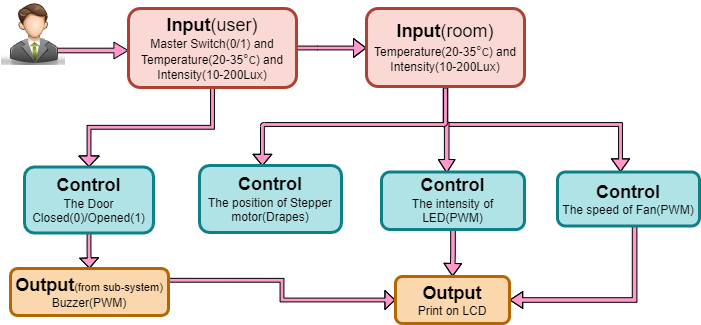 Input(user)
Master Switch(0/1) and
Temperature(20-35°C) and
Intensity(10-200Lux)
Input(room)
Temperature(20-35°C) and
Intensity(10-200Lux)
Control
The Door
Closed(0)/Opened(1)
Control
The position of Stepper
motor(Drapes)
Control
The intensity of
LED(PWM)
Control
The speed of Fan(PWM)
Output(from sub-system)
Buzzer(PWM)
Output
Print on LCD